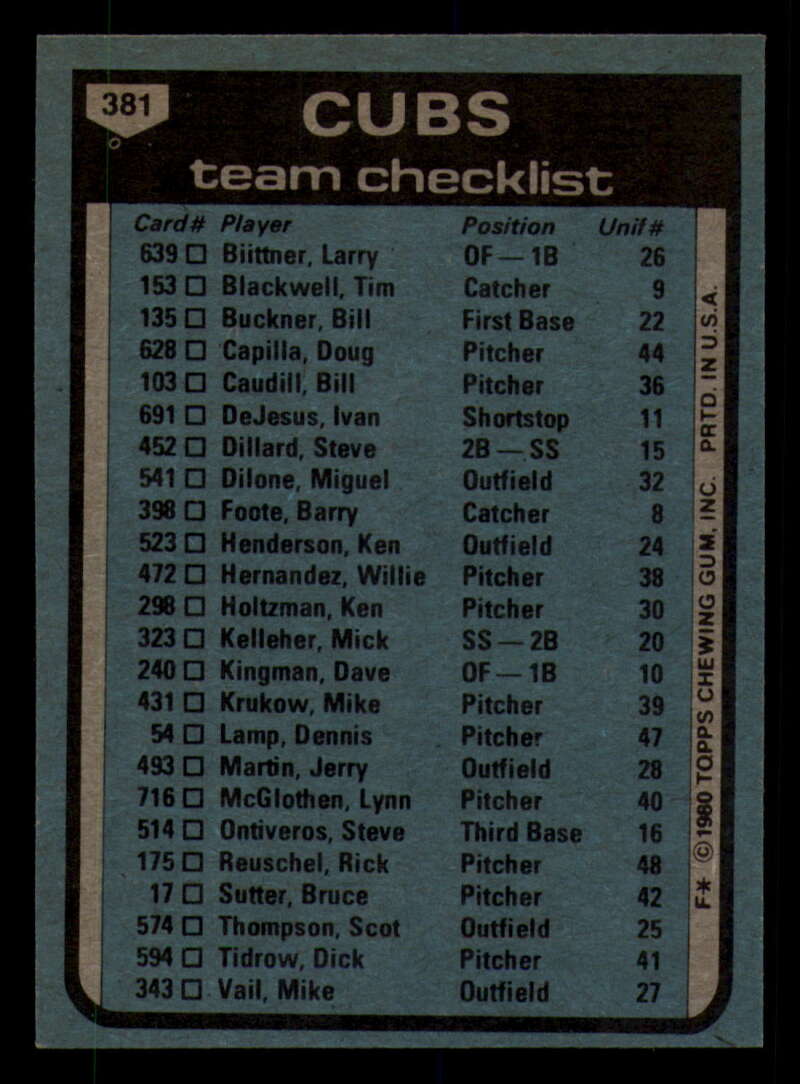 381
CUBS
team checklist
Card# Player Position Unif#
639 □ Biittner, Larry OF — 1B 26
153 □ Blackwell, Tim Catcher 9
135 □ Buckner, Bill First Base 22
628 □ Capilla, Doug Pitcher 44
103 □ Caudill, Bill Pitcher 36
691 □ DeJesus, Ivan Shortstop 11
452 □ Dillard, Steve 2B — SS 15
541 □ Dilone, Miguel Outfield 32
398 □ Foote, Barry Catcher 8
523 □ Henderson, Ken Outfield 24
472 □ Hernandez, Willie Pitcher 38
298 □ Holtzman, Ken Pitcher 30
323 □ Kelleher, Mick SS — 2B 20
240 □ Kingman, Dave OF — 1B 10
431 □ Krukow, Mike Pitcher 39
54 □ Lamp, Dennis Pitcher 47
493 □ Martin, Jerry Outfield 28
716 □ McGlothen, Lynn Pitcher 40
514 □ Ontiveros, Steve Third Base 16
175 □ Reuschel, Rick Pitcher 48
17 □ Sutter, Bruce Pitcher 42
574 □ Thompson, Scot Outfield 25
594 □ Tidrow, Dick Pitcher 41
343 □ Vail, Mike Outfield 27
F* © 1980 TOPPS CHEWING GUM, INC. PRTD. IN U.S.A.